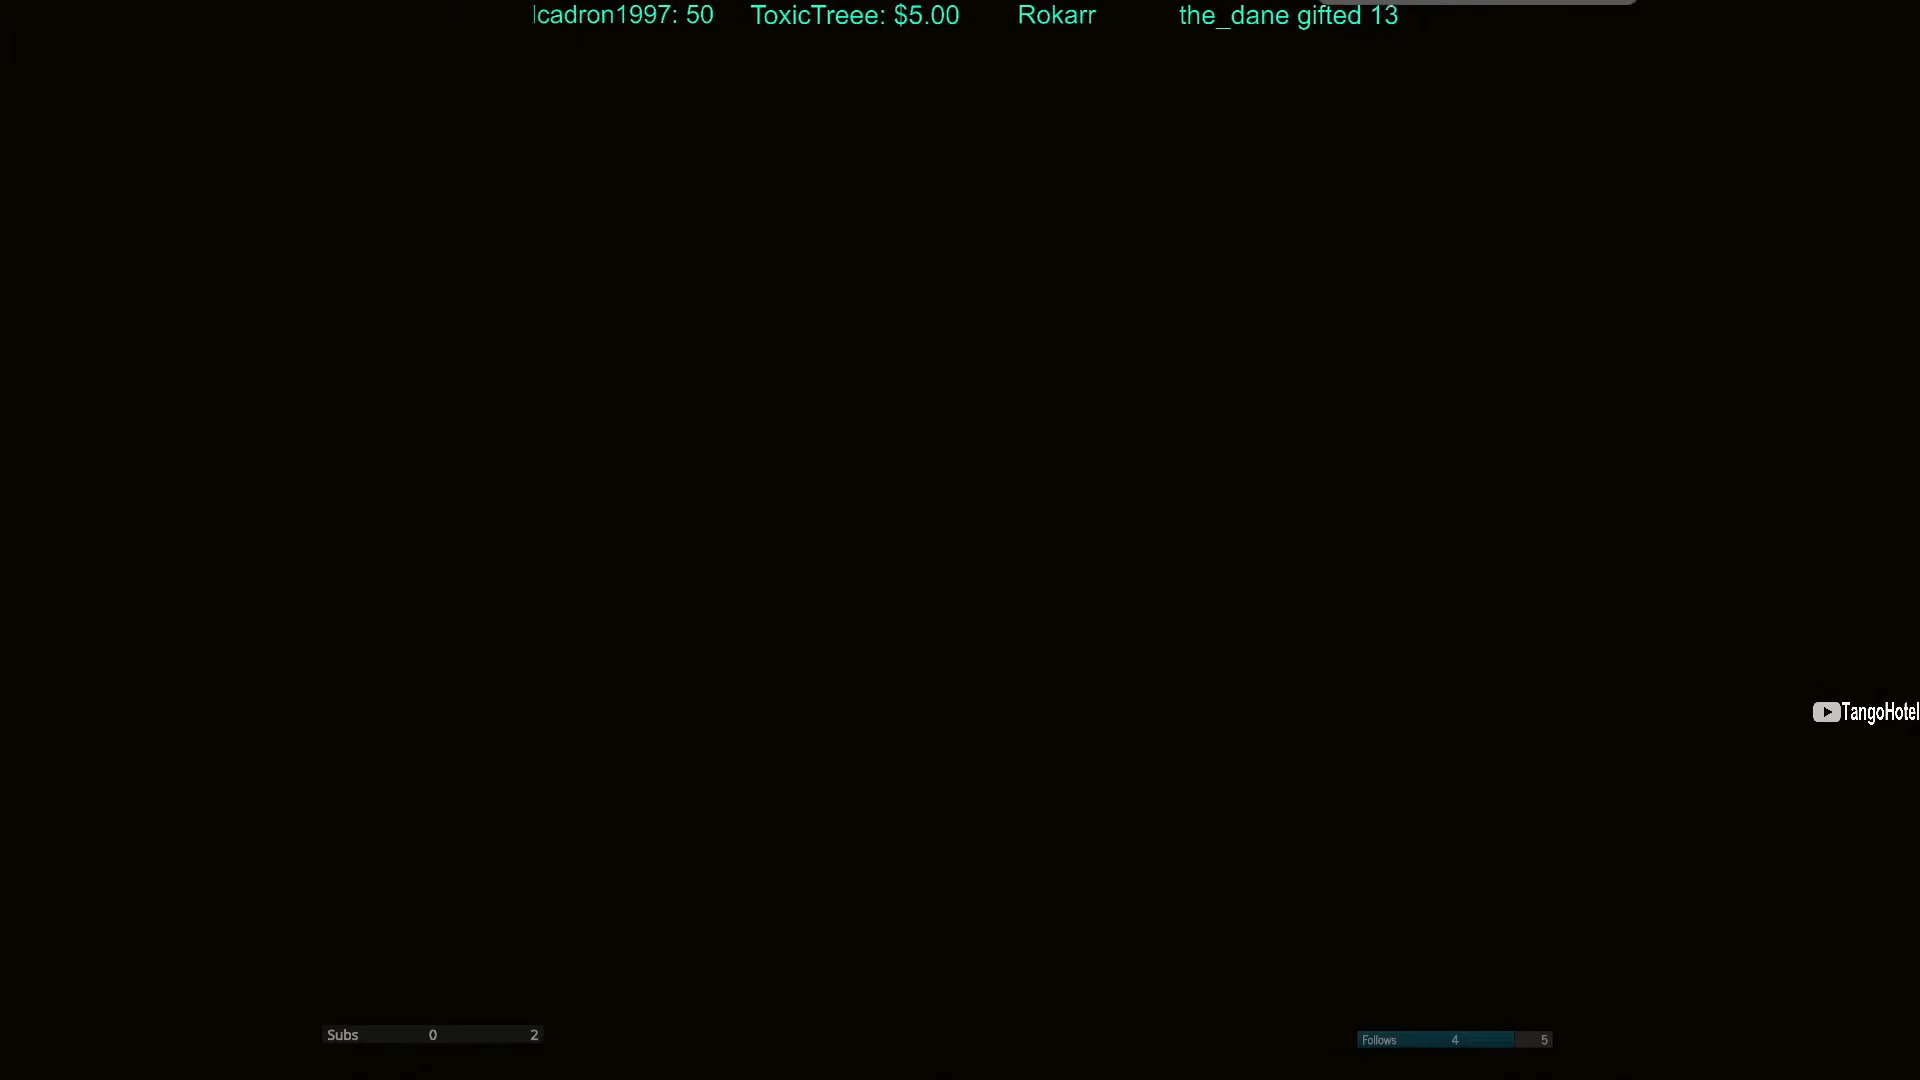 lcadron1997: 50 ToxicTreee: $5.00 Rokarr the_dane gifted 13
TangoHotel
Subs 0 2
Follows 4 5